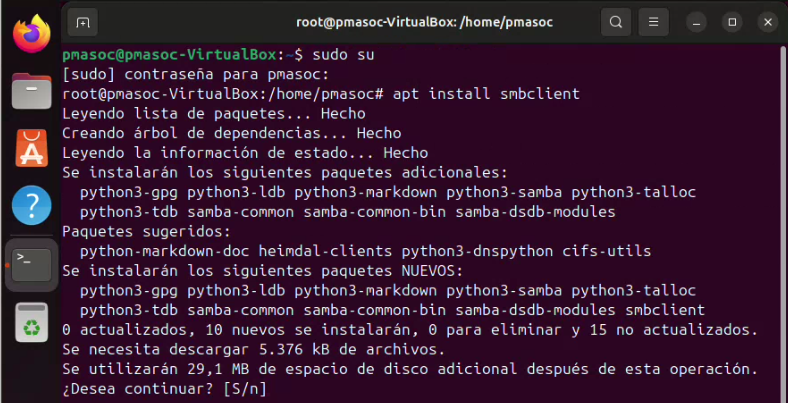 root@pmasoc-VirtualBox: /home/pmasoc
pmasoc@pmasoc-VirtualBox:~$ sudo su
[sudo] contraseña para pmasoc:
root@pmasoc-VirtualBox:/home/pmasoc# apt install smbclient
Leyendo lista de paquetes... Hecho
Creando árbol de dependencias... Hecho
Leyendo la información de estado... Hecho
Se instalarán los siguientes paquetes adicionales:
  python3-gpg python3-ldb python3-markdown python3-samba python3-talloc
  python3-tdb samba-common samba-common-bin samba-dsdb-modules
Paquetes sugeridos:
  python-markdown-doc heimdal-clients python3-dnspython cifs-utils
Se instalarán los siguientes paquetes NUEVOS:
  python3-gpg python3-ldb python3-markdown python3-samba python3-talloc
  python3-tdb samba-common samba-common-bin samba-dsdb-modules smbclient
0 actualizados, 10 nuevos se instalarán, 0 para eliminar y 15 no actualizados.
Se necesita descargar 5.376 kB de archivos.
Se utilizarán 29,1 MB de espacio de disco adicional después de esta operación.
¿Desea continuar? [S/n]